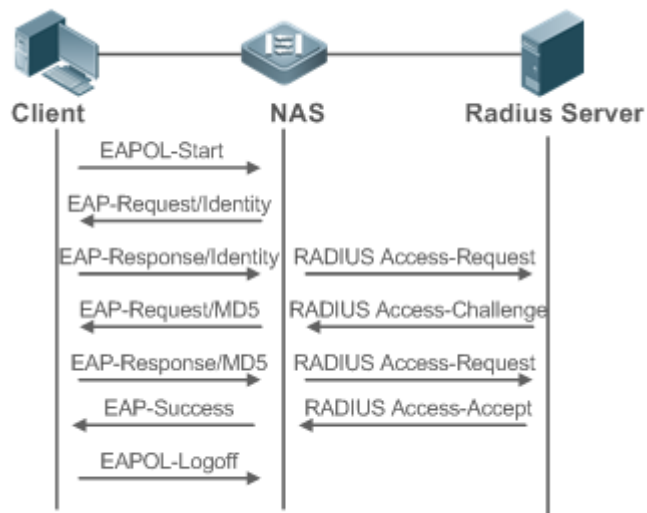 Client
NAS
Radius Server
EAPOL-Start
EAP-Request/Identity
EAP-Response/Identity
RADIUS Access-Request
EAP-Request/MD5
RADIUS Access-Challenge
EAP-Response/MD5
RADIUS Access-Request
EAP-Success
RADIUS Access-Accept
EAPOL-Logoff